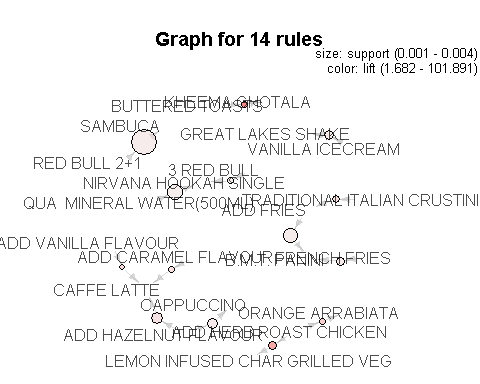 Graph for 14 rules
size: support (0.001 - 0.004)
color: lift (1.682 - 101.891)
BUTTERED TOASTS
KHEEMA GHOTALA
SAMBUCA
GREAT LAKES SHAKE
VANILLA ICECREAM
RED BULL 2+1
3 RED BULL
NIRVANA HOOKAH SINGLE
QUA  MINERAL WATER(500ML)
TRADITIONAL ITALIAN CRUSTINI
ADD FRIES
ADD VANILLA FLAVOUR
ADD CARAMEL FLAVOUR
B.M.T. PANINI
FRENCH FRIES
CAFFE LATTE
CAPPUCCINO
ORANGE ARRABIATA
ADD HAZELNUT FLAVOUR
ADD HERB ROAST CHICKEN
LEMON INFUSED CHAR GRILLED VEG